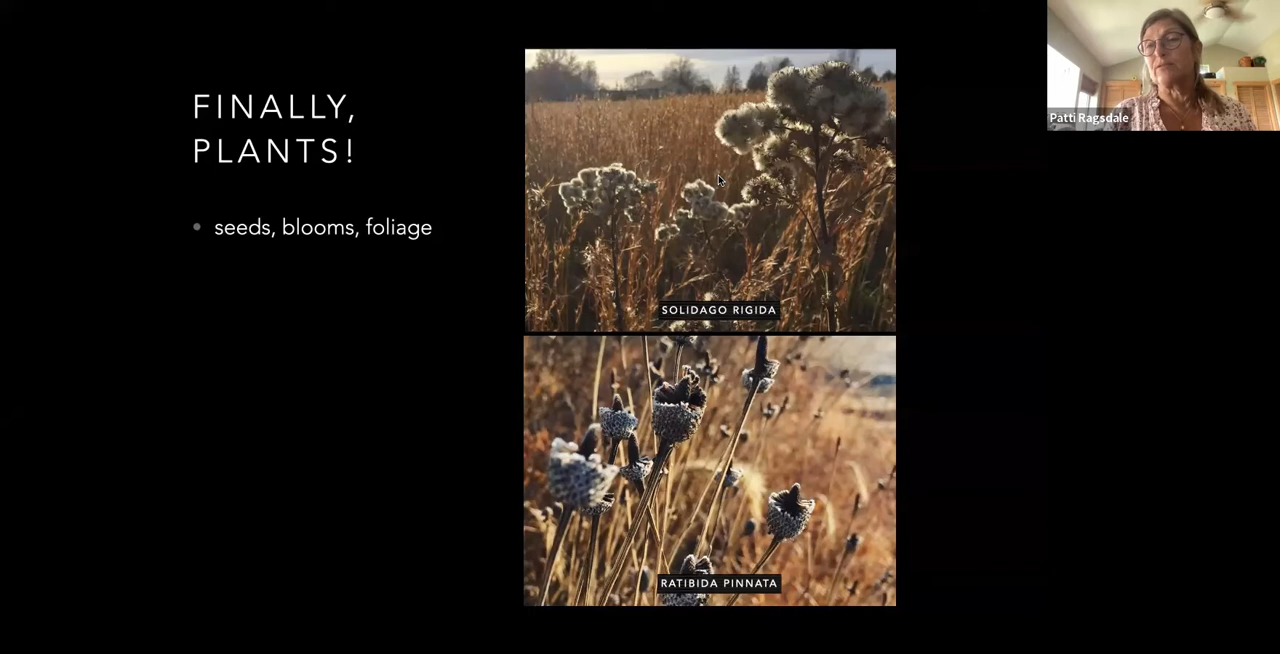 FINALLY,
PLANTS!
seeds, blooms, foliage
SOLIDAGO RIGIDA
RATIBIDA PINNATA
Patti Ragsdale